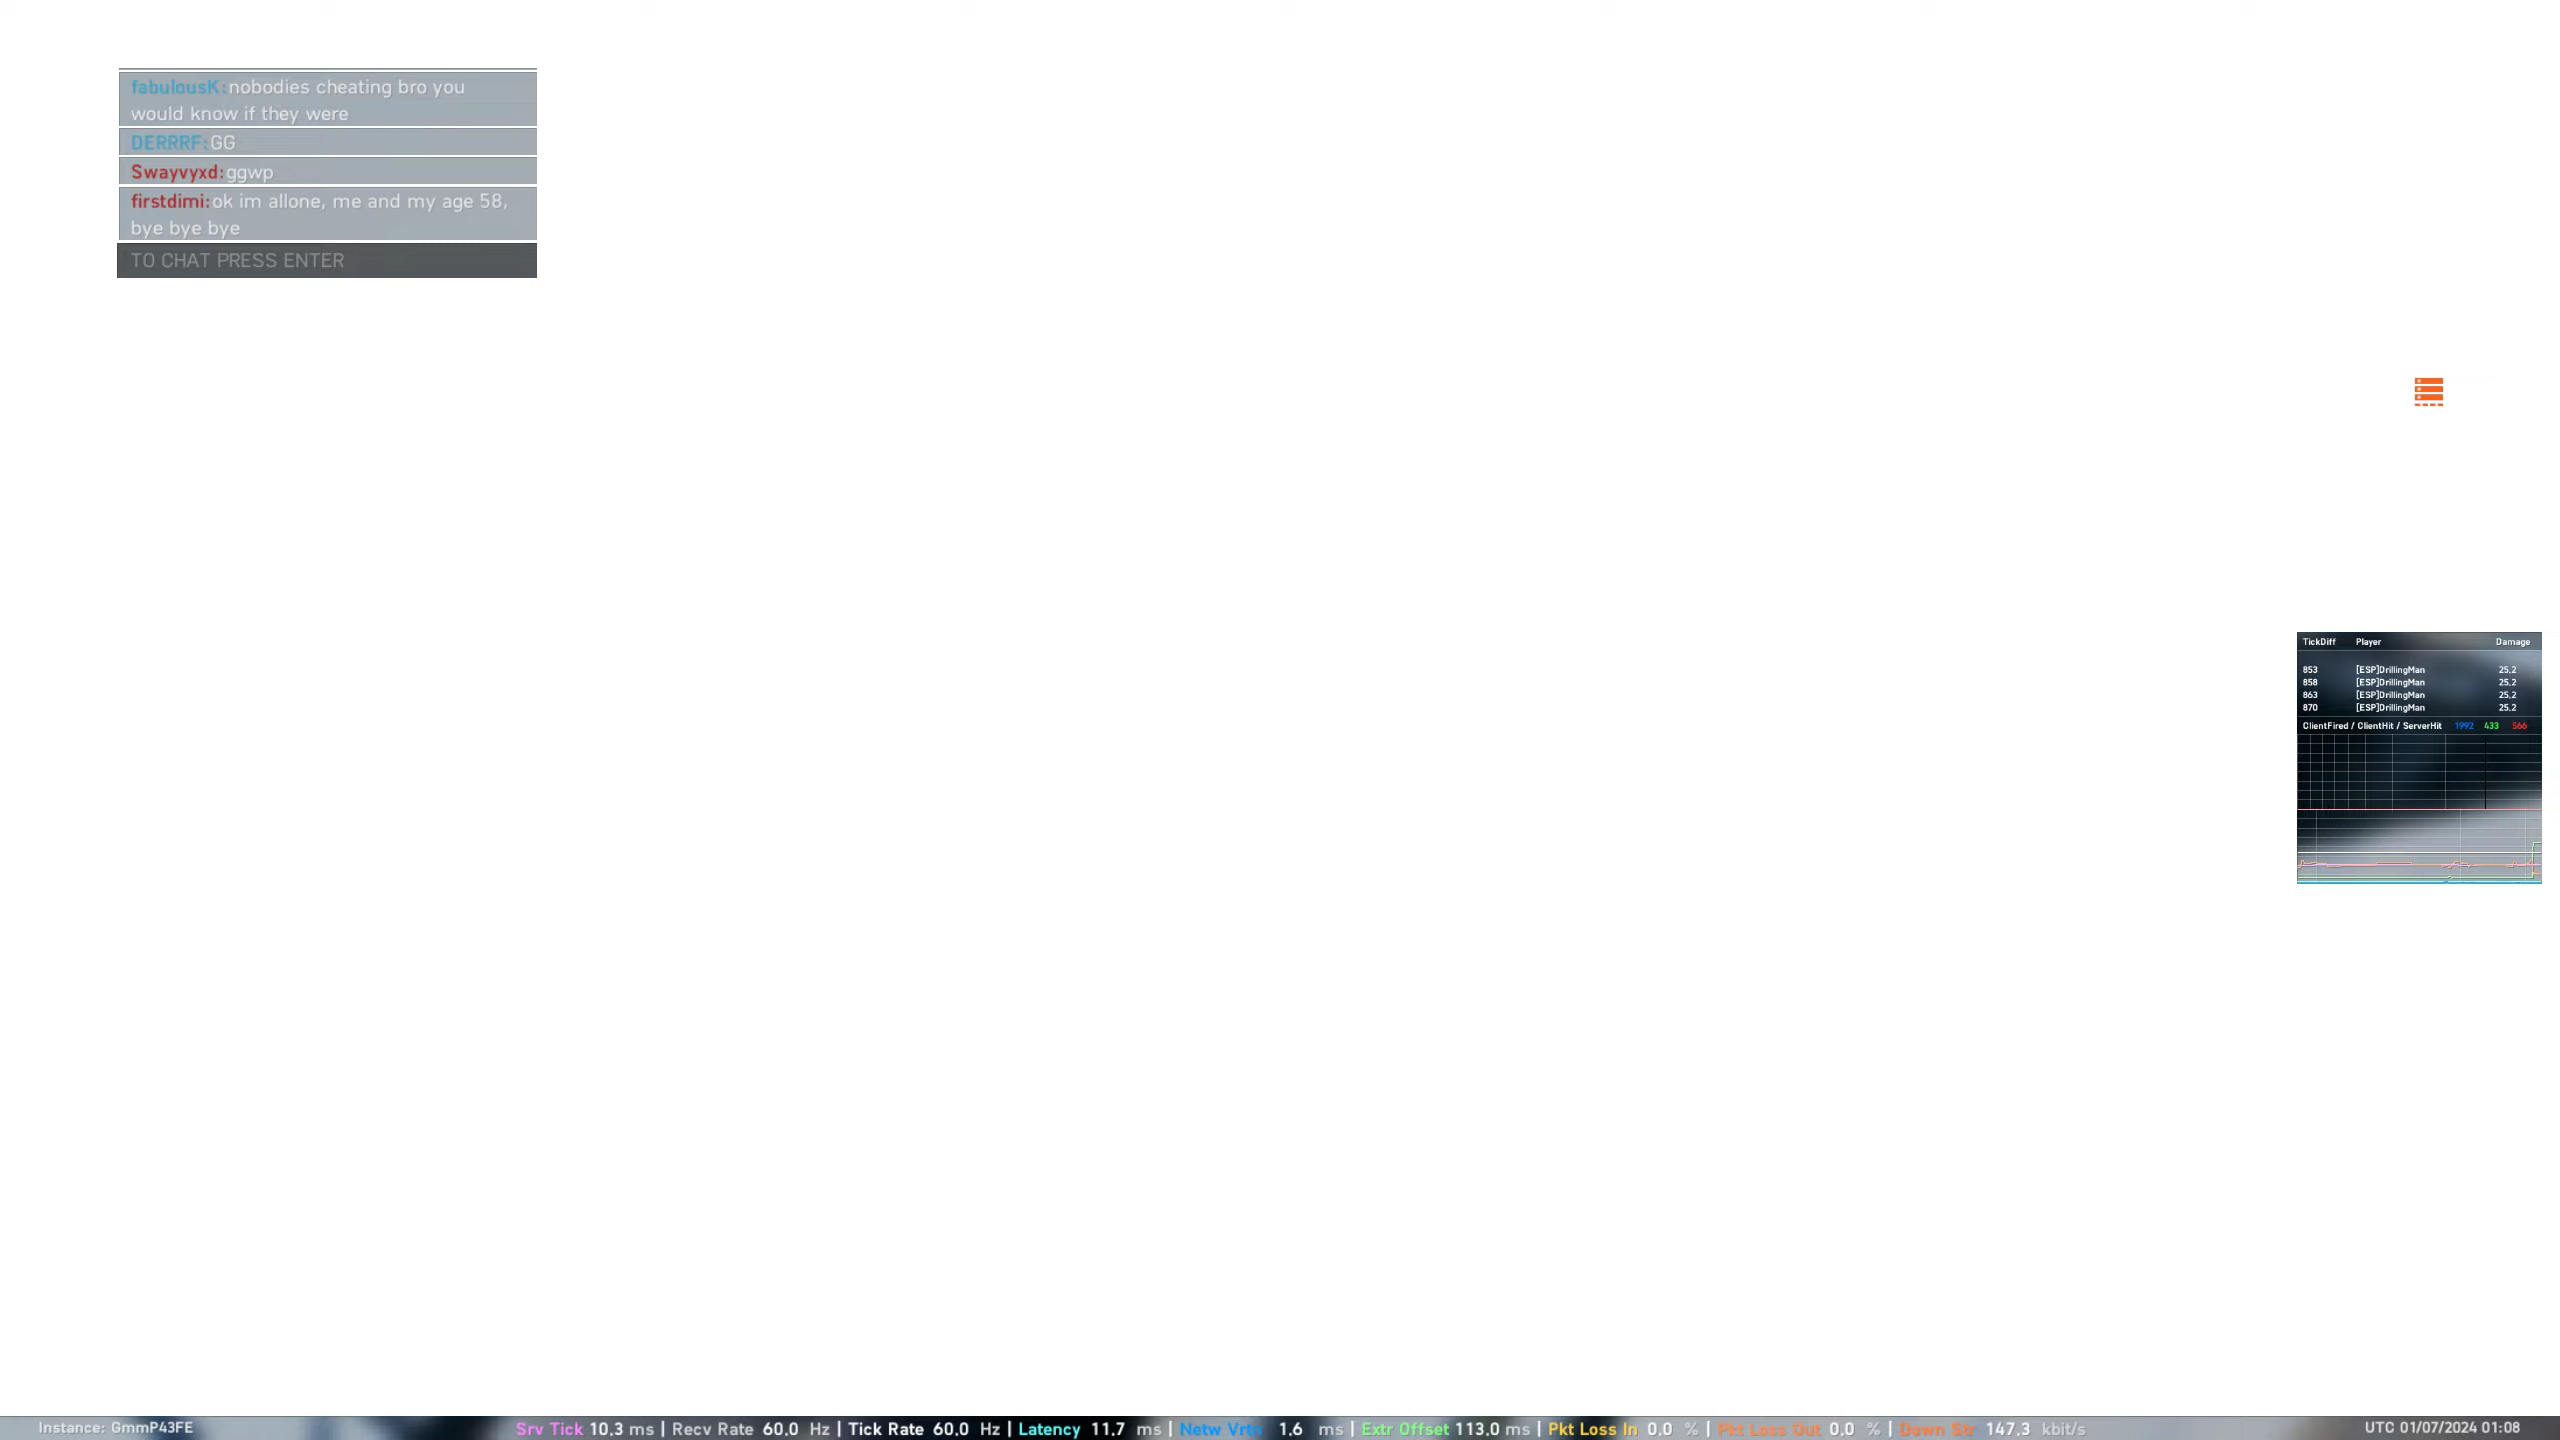 fabulousK:nobodies cheating bro you
would know if they were
DERRRF:GG
Swayvyxd:ggwp
firstdimi:ok im allone, me and my age 58,
bye bye bye
TO CHAT PRESS ENTER
TickDiff Player Damage
853 [ESP]DrillingMan 25,2
858 [ESP]DrillingMan 25,2
863 [ESP]DrillingMan 25,2
870 [ESP]DrillingMan 25,2
ClientFired / ClientHit / ServerHit 1992 433 566
Instance: GmmP43FE Srv Tick 10,3 ms | Recv Rate 60,0 Hz | Tick Rate 60,0 Hz | Latency 11,7 ms | Netw Vrtn 1,6 ms | Extr Offset 113,0 ms | Pkt Loss In 0,0 % | Pkt Loss Out 0,0 % | Down Str 147,3 kbit/s UTC 01/07/2024 01:08